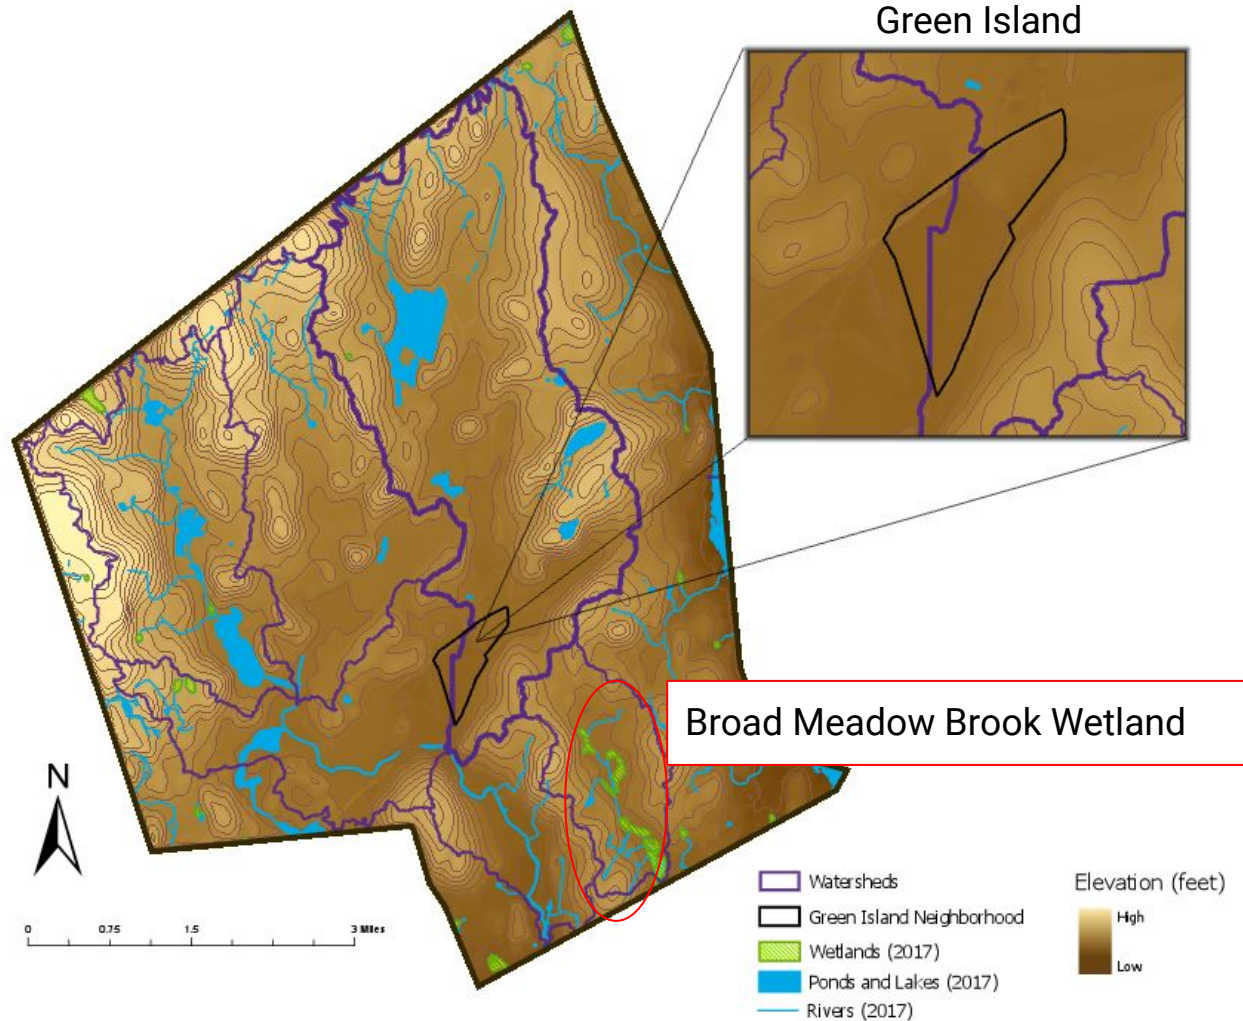 Green Island
Broad Meadow Brook Wetland
N
0 0.75 1.5 3 Miles
Watersheds
Green Island Neighborhood
Wetlands (2017)
Ponds and Lakes (2017)
Rivers (2017)
Elevation (feet)
High
Low